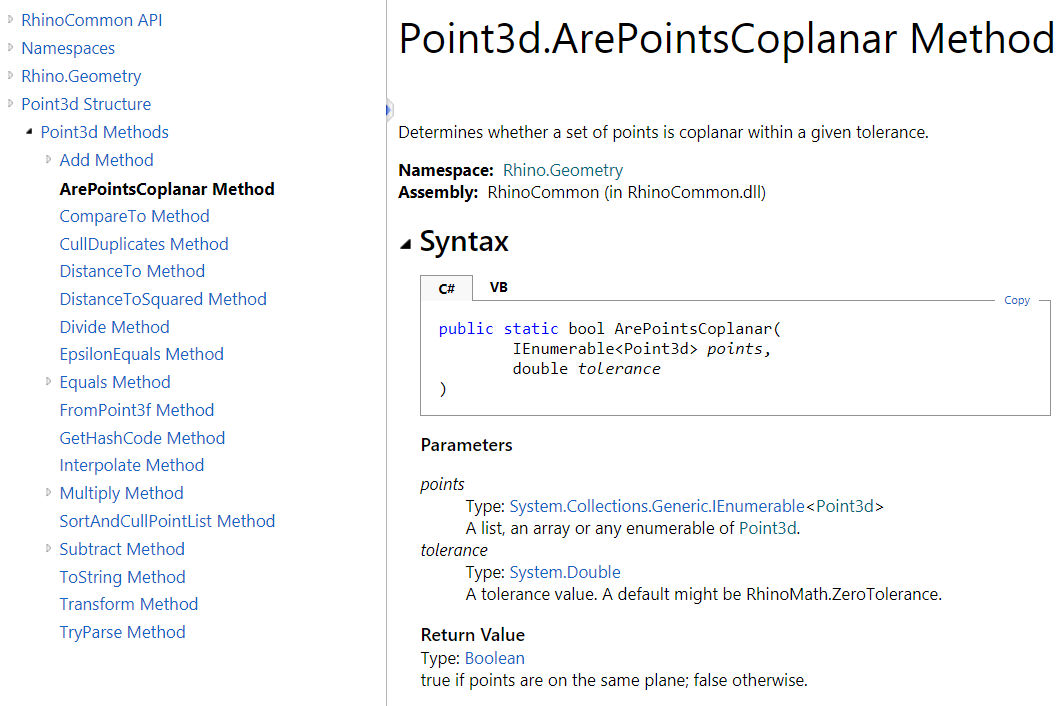 RhinoCommon API
Namespaces
Rhino.Geometry
Point3d Structure
Point3d Methods
Add Method
ArePointsCoplanar Method
CompareTo Method
CullDuplicates Method
DistanceTo Method
DistanceToSquared Method
Divide Method
EpsilonEquals Method
Equals Method
FromPoint3f Method
GetHashCode Method
Interpolate Method
Multiply Method
SortAndCullPointList Method
Subtract Method
ToString Method
Transform Method
TryParse Method
Point3d.ArePointsCoplanar Method
Determines whether a set of points is coplanar within a given tolerance.
Namespace: Rhino.Geometry
Assembly: RhinoCommon (in RhinoCommon.dll)
Syntax
C# VB
Copy
public static bool ArePointsCoplanar(
IEnumerable<Point3d> points,
double tolerance
)
Parameters
points
Type: System.Collections.Generic.IEnumerable<Point3d>
A list, an array or any enumerable of Point3d.
tolerance
Type: System.Double
A tolerance value. A default might be RhinoMath.ZeroTolerance.
Return Value
Type: Boolean
true if points are on the same plane; false otherwise.